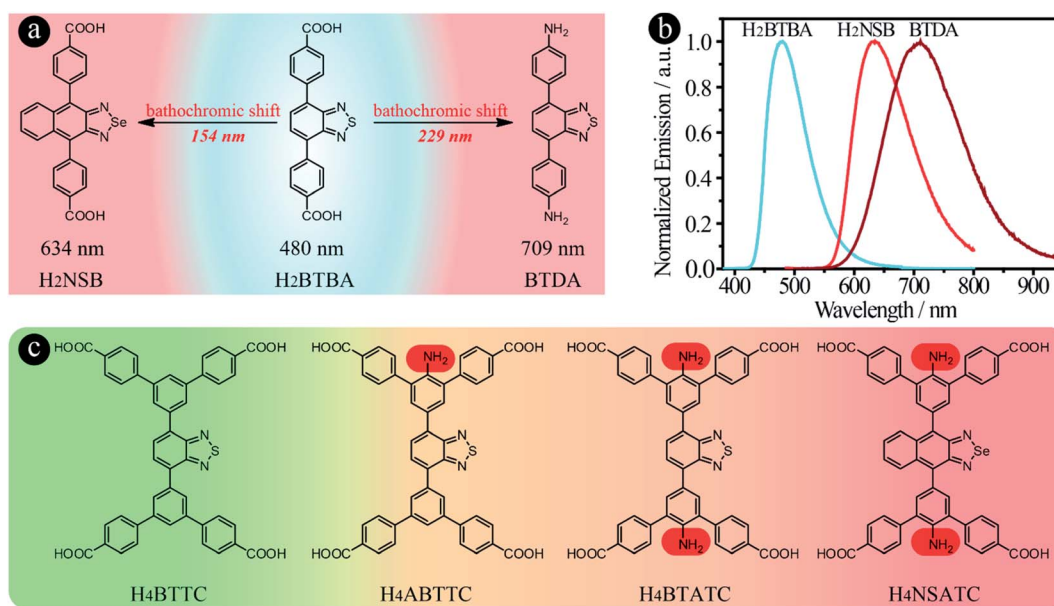 a
COOH
COOH
NH2
N
Se
N
N
S
N
N
S
N
bathochromic shift
154 nm
bathochromic shift
229 nm
COOH
COOH
NH2
634 nm
480 nm
709 nm
H2NSB
H2BTBA
BTDA
b
H2BTBA
H2NSB
BTDA
Normalized Emission / a.u.
1.0
0.8
0.6
0.4
0.2
0.0
400 500 600 700 800 900
Wavelength / nm
c
HOOC
COOH
HOOC
NH2
COOH
HOOC
NH2
COOH
HOOC
NH2
COOH
N
S
N
N
S
N
N
S
N
N
Se
N
HOOC
COOH
HOOC
COOH
HOOC
NH2
COOH
HOOC
NH2
COOH
H4BTTC
H4ABTTC
H4BTATC
H4NSATC